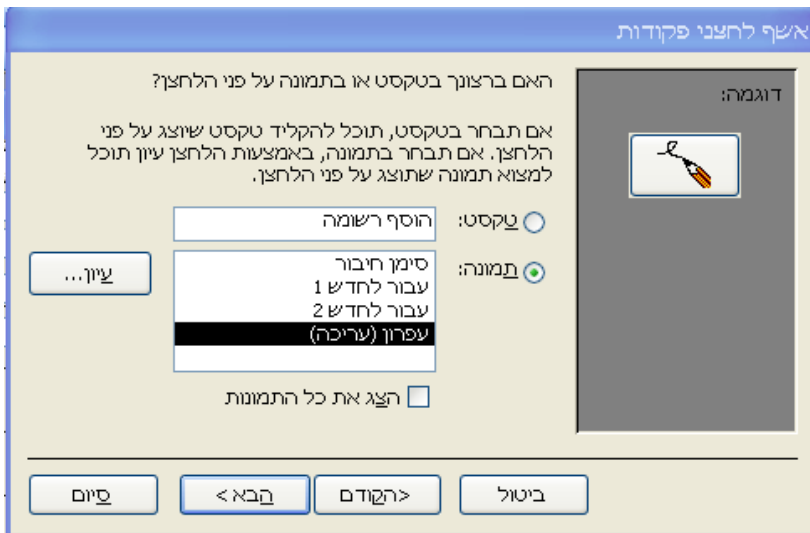 אשף לחצני פקודות
דוגמה:
האם ברצונך בטקסט או בתמונה על פני הלחצן?
אם תבחר בטקסט, תוכל להקליד טקסט שיוצג על פני
הלחצן. אם תבחר בתמונה, באמצעות הלחצן עיון תוכל
למצוא תמונה שתוצג על פני הלחצן.
טקסט:
הוסף רשומה
תמונה:
סימן חיבור
עבור לחדש 1
עבור לחדש 2
עפרון (עריכה)
עיון...
הצג את כל התמונות
ביטול
<הקודם
הבא >
סיום